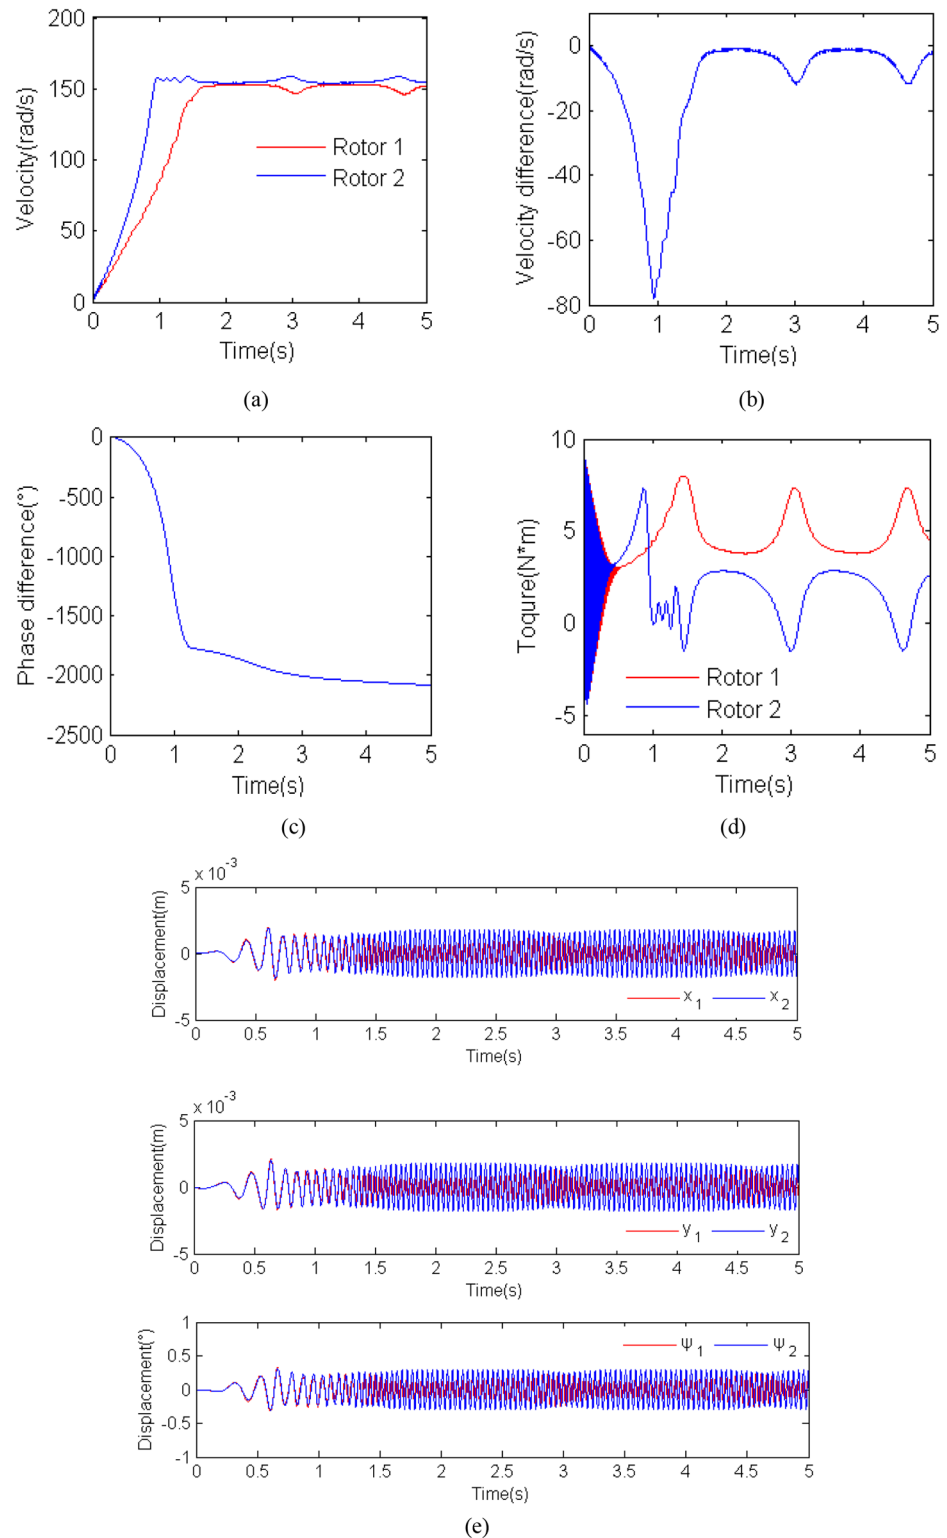 200
150
100
50
0
0 1 2 3 4 5
Velocity(rad/s)
Rotor 1
Rotor 2
Time(s)
(a)
0
-20
-40
-60
-80
0 1 2 3 4 5
Velocity difference(rad/s)
Time(s)
(b)
0
-500
-1000
-1500
-2000
-2500
0 1 2 3 4 5
Phase difference(°)
Time(s)
(c)
10
5
0
-5
0 1 2 3 4 5
Toqure(N*m)
Rotor 1
Rotor 2
Time(s)
(d)
x 10⁻³
5
0
-5
Displacement(m)
x₁ x₂
0 0.5 1 1.5 2 2.5 3 3.5 4 4.5 5
Time(s)
x 10⁻³
5
0
-5
Displacement(m)
y₁ y₂
0 0.5 1 1.5 2 2.5 3 3.5 4 4.5 5
Time(s)
1
0.5
0
-0.5
-1
Displacement(°)
ψ₁ ψ₂
0 0.5 1 1.5 2 2.5 3 3.5 4 4.5 5
Time(s)
(e)